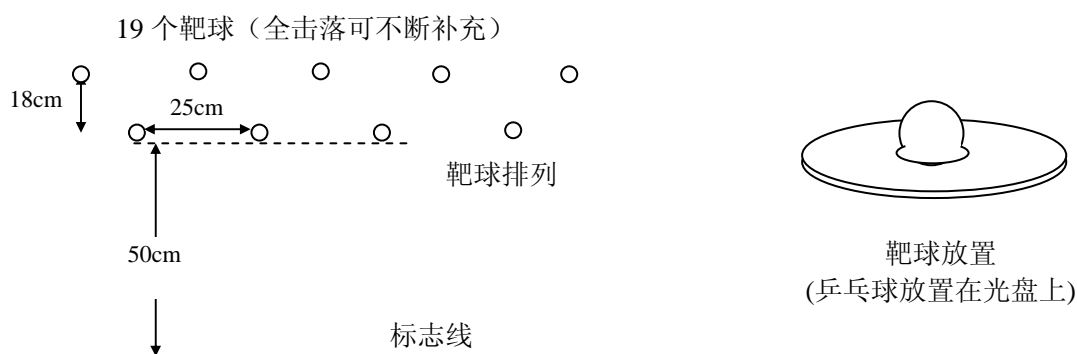 19 个靶球（全击落可不断补充）
18cm
25cm
靶球排列
50cm
标志线
靶球放置
(乒乓球放置在光盘上)